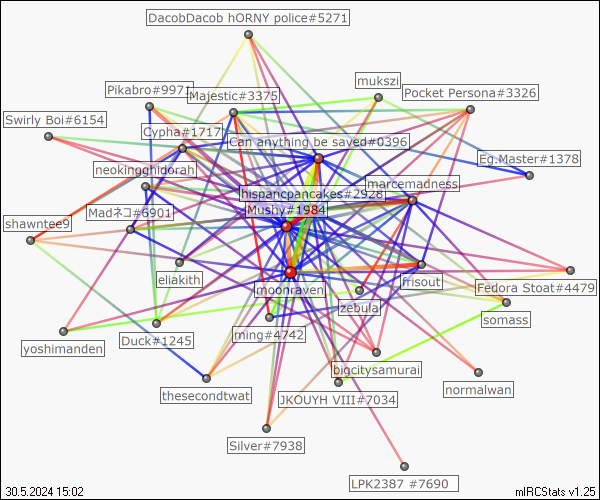 DacobDacob hORNY police#5271
mukszi
Pikabro#9971
Majestic#3375
Pocket Persona#3326
Swirly Boi#6154
Cypha#1717
Can anything be saved#0396
Eg.Master#1378
neokingghidorah
marcemadness
hispanicpancakes#2928
Madネコ#6901
Mushy#1984
shawntee9
eliakith
moonraven
frisout
Fedora Stoat#4479
zebular
somass
yoshimanden
Duck#1245
ming#4742
bigcitysamurai
thesecondtwat
JKOUYH VIII#7034
normalwan
Silver#7938
LPK2387 #7690
30.5.2024 15:02
mIRCStats v1.25